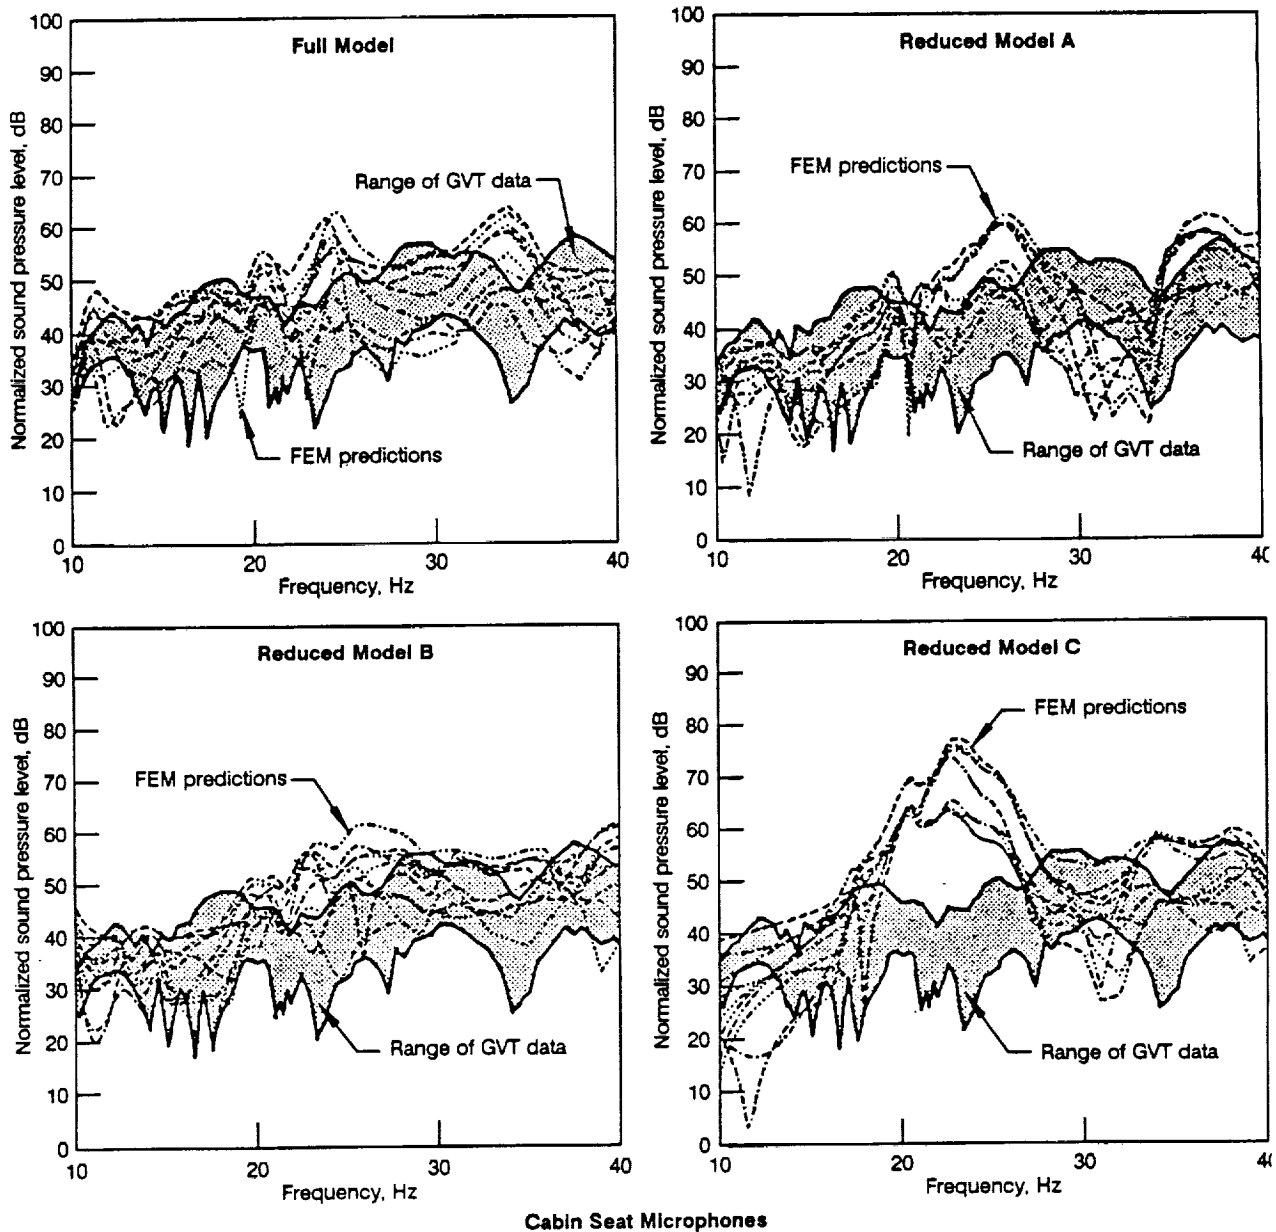 Full Model
Normalized sound pressure level, dB
100
90
80
70
60
50
40
30
20
10
0
Range of GVT data
FEM predictions
10
20
30
40
Frequency, Hz
Reduced Model A
Normalized sound pressure level, dB
100
90
80
70
60
50
40
30
20
10
0
FEM predictions
Range of GVT data
10
20
30
40
Frequency, Hz
Reduced Model B
Normalized sound pressure level, dB
100
90
80
70
60
50
40
30
20
10
0
FEM predictions
Range of GVT data
10
20
30
40
Frequency, Hz
Reduced Model C
Normalized sound pressure level, dB
100
90
80
70
60
50
40
30
20
10
0
FEM predictions
Range of GVT data
10
20
30
40
Frequency, Hz
Cabin Seat Microphones